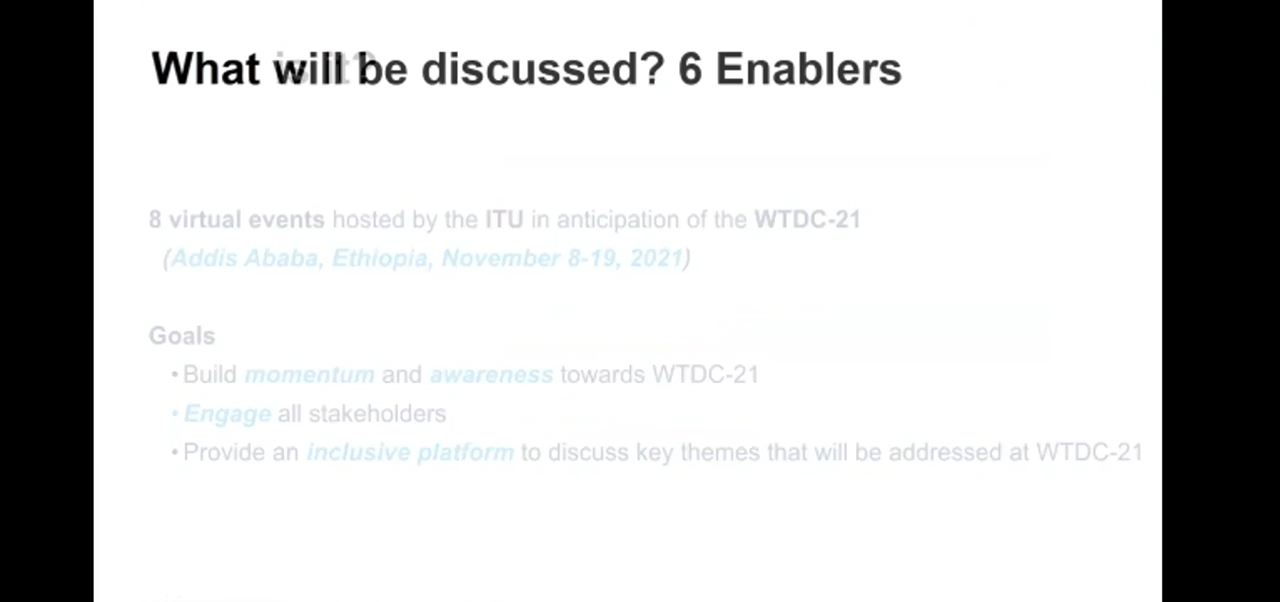 What will be discussed? 6 Enablers
8 virtual events hosted by the ITU in anticipation of the WTDC-21
(Addis Ababa, Ethiopia, November 8-19, 2021)
Goals
• Build momentum and awareness towards WTDC-21
• Engage all stakeholders
• Provide an inclusive platform to discuss key themes that will be addressed at WTDC-21